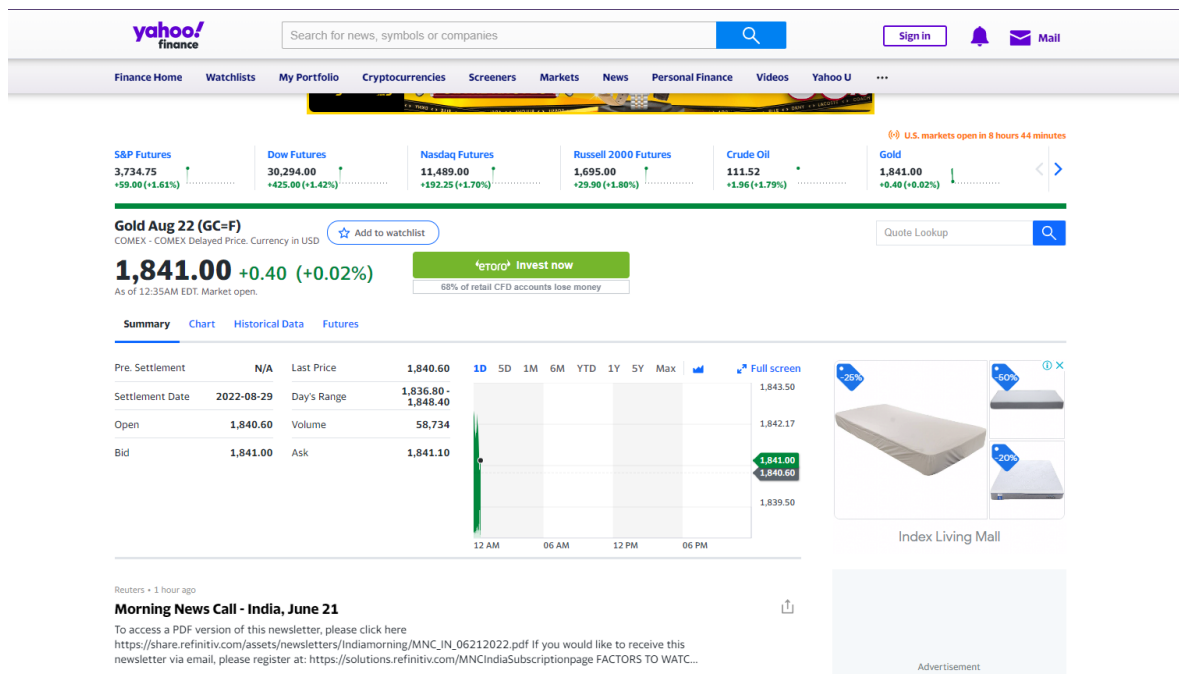 yahoo!
finance
Search for news, symbols or companies
Sign in
Mail
Finance Home Watchlists My Portfolio Cryptocurrencies Screeners Markets News Personal Finance Videos Yahoo U ...
U.S. markets open in 8 hours 44 minutes
S&P Futures
3,734.75
+59.00 (+1.61%)
Dow Futures
30,294.00
+425.00 (+1.42%)
Nasdaq Futures
11,489.00
+192.25 (+1.70%)
Russell 2000 Futures
1,695.00
+29.90 (+1.80%)
Crude Oil
111.52
+1.96 (+1.79%)
Gold
1,841.00
+0.40 (+0.02%)
Gold Aug 22 (GC=F)
COMEX - COMEX Delayed Price. Currency in USD
Add to watchlist
Quote Lookup
1,841.00 +0.40 (+0.02%)
As of 12:35AM EDT. Market open.
eToro Invest now
68% of retail CFD accounts lose money
Summary Chart Historical Data Futures
Pre. Settlement N/A
Settlement Date 2022-08-29
Open 1,840.60
Bid 1,841.00
Last Price 1,840.60
Day's Range 1,836.80 -
1,848.40
Volume 58,734
Ask 1,841.10
1D 5D 1M 6M YTD 1Y 5Y Max
Full screen
1,843.50
1,842.17
1,841.00
1,840.60
1,839.50
12 AM 06 AM 12 PM 06 PM
-25%
-50%
-20%
Index Living Mall
Reuters • 1 hour ago
Morning News Call - India, June 21
To access a PDF version of this newsletter, please click here
https://share.refinitiv.com/assets/newsletters/Indiamorning/MNC_IN_06212022.pdf If you would like to receive this
newsletter via email, please register at: https://solutions.refinitiv.com/MNCIndiaSubscriptionpage FACTORS TO WATC...
Advertisement